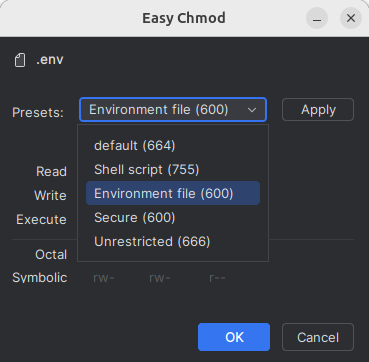 Easy Chmod
.env
Presets: Environment file (600) Apply
default (664)
Shell script (755)
Environment file (600)
Secure (600)
Unrestricted (666)
Read
Write
Execute
Octal
Symbolic rw- rw- r--
OK Cancel